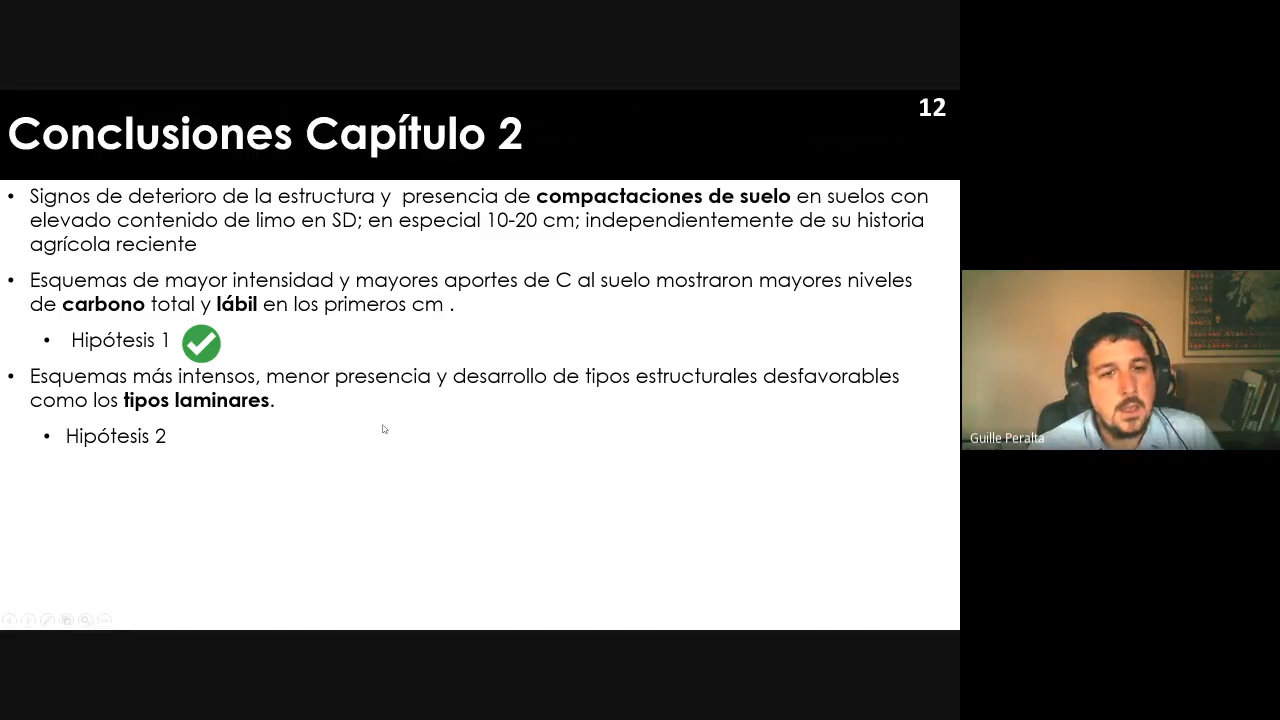 12
Conclusiones Capítulo 2
• Signos de deterioro de la estructura y presencia de compactaciones de suelo en suelos con
elevado contenido de limo en SD; en especial 10-20 cm; independientemente de su historia
agrícola reciente
• Esquemas de mayor intensidad y mayores aportes de C al suelo mostraron mayores niveles
de carbono total y lábil en los primeros cm .
• Hipótesis 1
• Esquemas más intensos, menor presencia y desarrollo de tipos estructurales desfavorables
como los tipos laminares.
• Hipótesis 2
Guille Peralta